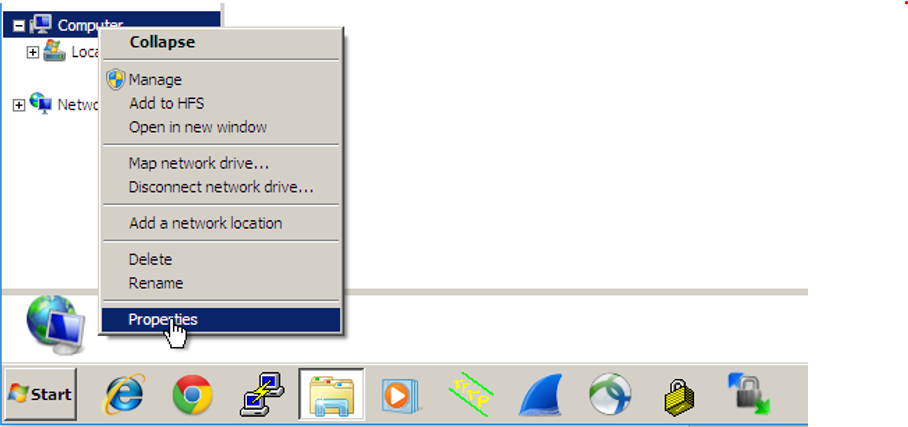 Computer
Collapse
Loca
Manage
Add to HFS
Netwo
Open in new window
Map network drive...
Disconnect network drive...
Add a network location
Delete
Rename
Properties
Start